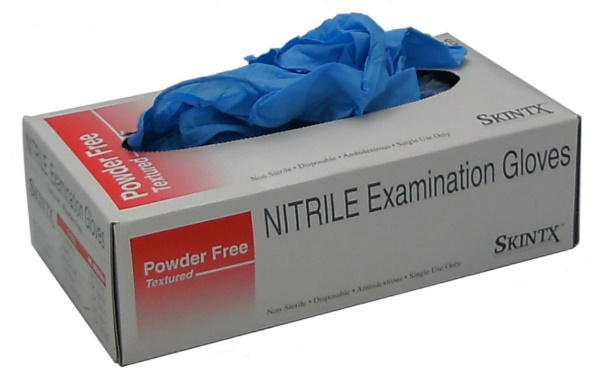 Powder Free
Textured
Non-Sterile • Disposable • Ambidextrous • Single Use Only
SKINTX
NITRILE Examination Gloves
NITRILE Examination Gloves
Powder Free
Textured
SKINTX
Non-Sterile • Disposable • Ambidextrous • Single Use Only